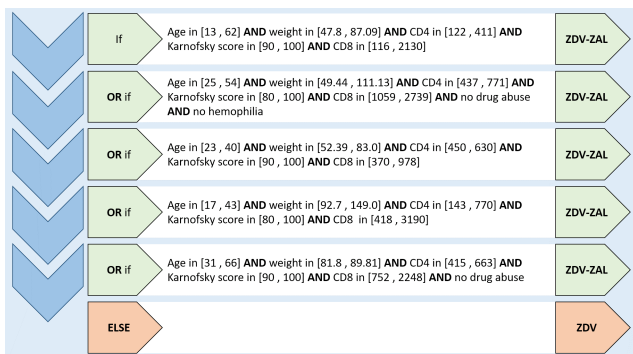 If
Age in [13 , 62] AND weight in [47.8 , 87.09] AND CD4 in [122 , 411] AND
Karnofsky score in [90 , 100] AND CD8 in [116 , 2130]
ZDV-ZAL
OR if
Age in [25 , 54] AND weight in [49.44 , 111.13] AND CD4 in [437 , 771] AND
Karnofsky score in [80 , 100] AND CD8 in [1059 , 2739] AND no drug abuse
AND no hemophilia
ZDV-ZAL
OR if
Age in [23 , 40] AND weight in [52.39 , 83.0] AND CD4 in [450 , 630] AND
Karnofsky score in [90 , 100] AND CD8 in [370 , 978]
ZDV-ZAL
OR if
Age in [17 , 43] AND weight in [92.7 , 149.0] AND CD4 in [143 , 770] AND
Karnofsky score in [80 , 100] AND CD8 in [418 , 3190]
ZDV-ZAL
OR if
Age in [31 , 66] AND weight in [81.8 , 89.81] AND CD4 in [415 , 663] AND
Karnofsky score in [90 , 100] AND CD8 in [752 , 2248] AND no drug abuse
ZDV-ZAL
ELSE
ZDV